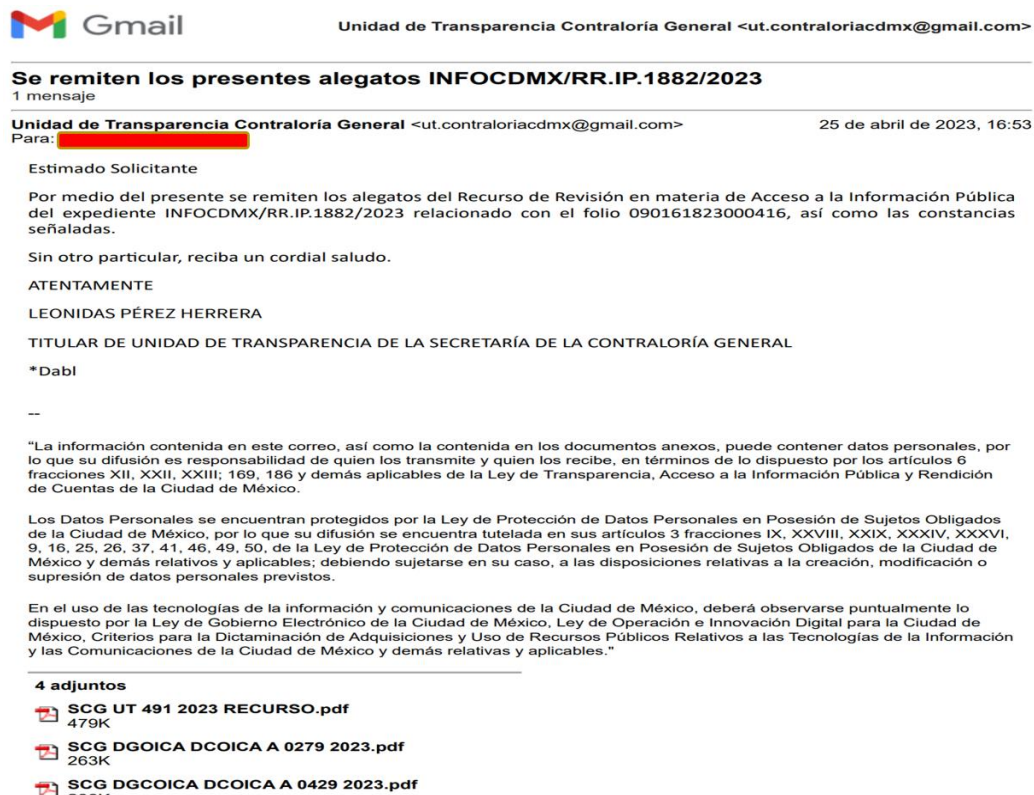 Gmail
Unidad de Transparencia Contraloría General <ut.contraloriacdmx@gmail.com>
Se remiten los presentes alegatos INFOCDMX/RR.IP.1882/2023
1 mensaje
Unidad de Transparencia Contraloría General <ut.contraloriacdmx@gmail.com> 25 de abril de 2023, 16:53
Para:
Estimado Solicitante
Por medio del presente se remiten los alegatos del Recurso de Revisión en materia de Acceso a la Información Pública
del expediente INFOCDMX/RR.IP.1882/2023 relacionado con el folio 090161823000416, así como las constancias
señaladas.
Sin otro particular, reciba un cordial saludo.
ATENTAMENTE
LEONIDAS PÉREZ HERRERA
TITULAR DE UNIDAD DE TRANSPARENCIA DE LA SECRETARÍA DE LA CONTRALORÍA GENERAL
*Dabl
--
"La información contenida en este correo, así como la contenida en los documentos anexos, puede contener datos personales, por
lo que su difusión es responsabilidad de quien los transmite y quien los recibe, en términos de lo dispuesto por los artículos 6
fracciones XII, XXII, XXIII; 169, 186 y demás aplicables de la Ley de Transparencia, Acceso a la Información Pública y Rendición
de Cuentas de la Ciudad de México.
Los Datos Personales se encuentran protegidos por la Ley de Protección de Datos Personales en Posesión de Sujetos Obligados
de la Ciudad de México, por lo que su difusión se encuentra tutelada en sus artículos 3 fracciones IX, XXVIII, XXIX, XXXIV, XXXVI,
9, 16, 25, 26, 37, 41, 46, 49, 50, de la Ley de Protección de Datos Personales en Posesión de Sujetos Obligados de la Ciudad de
México y demás relativos y aplicables; debiendo sujetarse en su caso, a las disposiciones relativas a la creación, modificación o
supresión de datos personales previstos.
En el uso de las tecnologías de la información y comunicaciones de la Ciudad de México, deberá observarse puntualmente lo
dispuesto por la Ley de Gobierno Electrónico de la Ciudad de México, Ley de Operación e Innovación Digital para la Ciudad de
México, Criterios para la Dictaminación de Adquisiciones y Uso de Recursos Públicos Relativos a las Tecnologías de la Información
y las Comunicaciones de la Ciudad de México y demás relativas y aplicables."
4 adjuntos
SCG UT 491 2023 RECURSO.pdf
479K
SCG DGOICA DCOICA A 0279 2023.pdf
263K
SCG DGCOICA DCOICA A 0429 2023.pdf